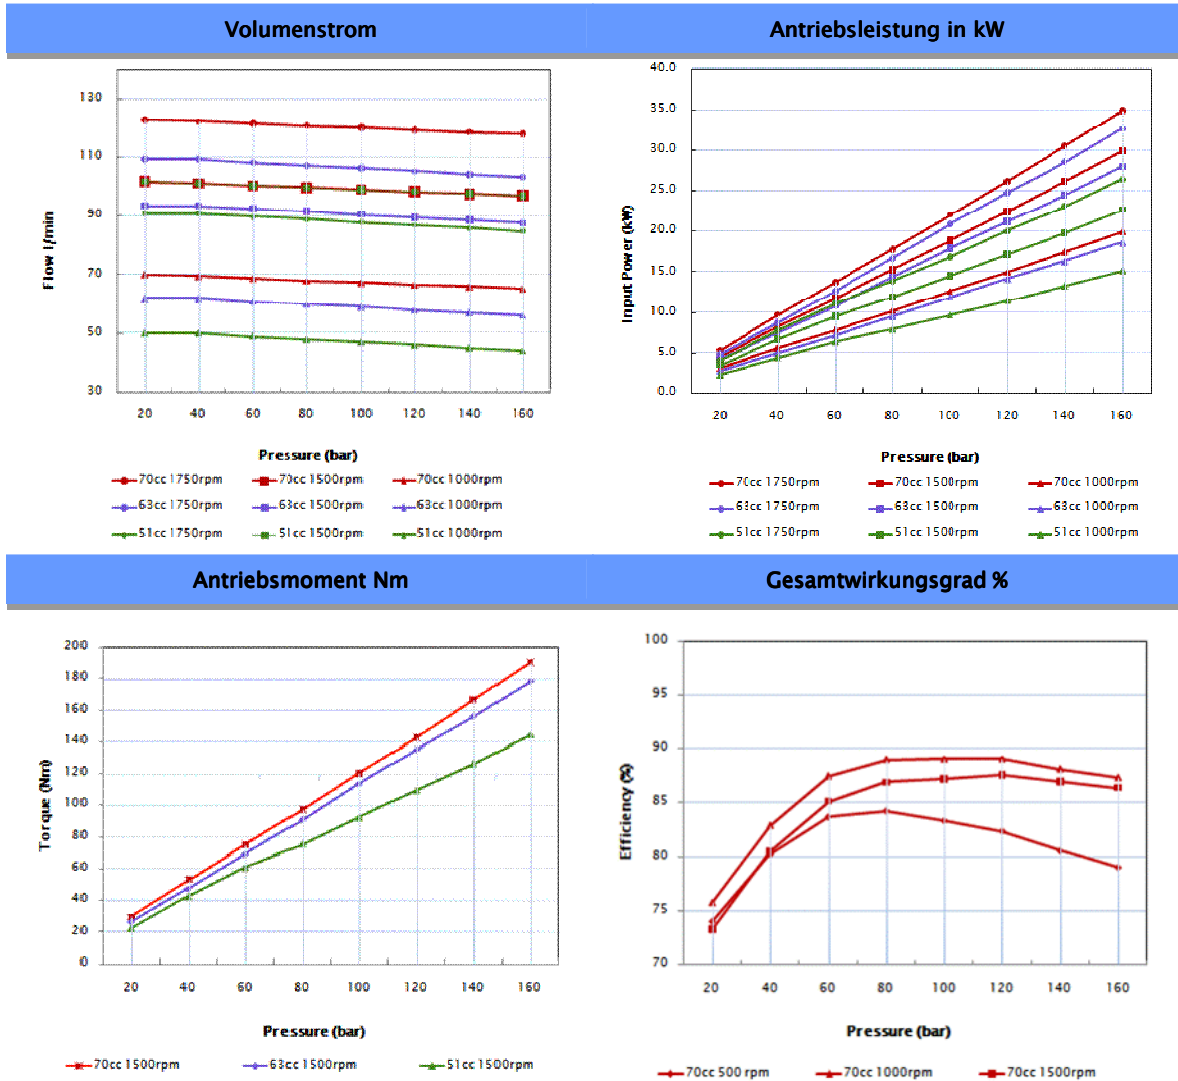 Volumenstrom
Antriebsleistung in kW
130
110
90
70
50
30
Flow l/min
20 40 60 80 100 120 140 160
Pressure (bar)
70cc 1750rpm 70cc 1500rpm 70cc 1000rpm
63cc 1750rpm 63cc 1500rpm 63cc 1000rpm
51cc 1750rpm 51cc 1500rpm 51cc 1000rpm
40.0
35.0
30.0
25.0
20.0
15.0
10.0
5.0
0.0
Input Power (kW)
20 40 60 80 100 120 140 160
Pressure (bar)
70cc 1750rpm 70cc 1500rpm 70cc 1000rpm
63cc 1750rpm 63cc 1500rpm 63cc 1000rpm
51cc 1750rpm 51cc 1500rpm 51cc 1000rpm
Antriebsmoment Nm
Gesamtwirkungsgrad %
200
180
160
140
120
100
80
60
40
20
0
Torque (Nm)
20 40 60 80 100 120 140 160
Pressure (bar)
70cc 1500rpm 63cc 1500rpm 51cc 1500rpm
100
95
90
85
80
75
70
Efficiency (%)
20 40 60 80 100 120 140 160
Pressure (bar)
70cc 500 rpm 70cc 1000rpm 70cc 1500rpm